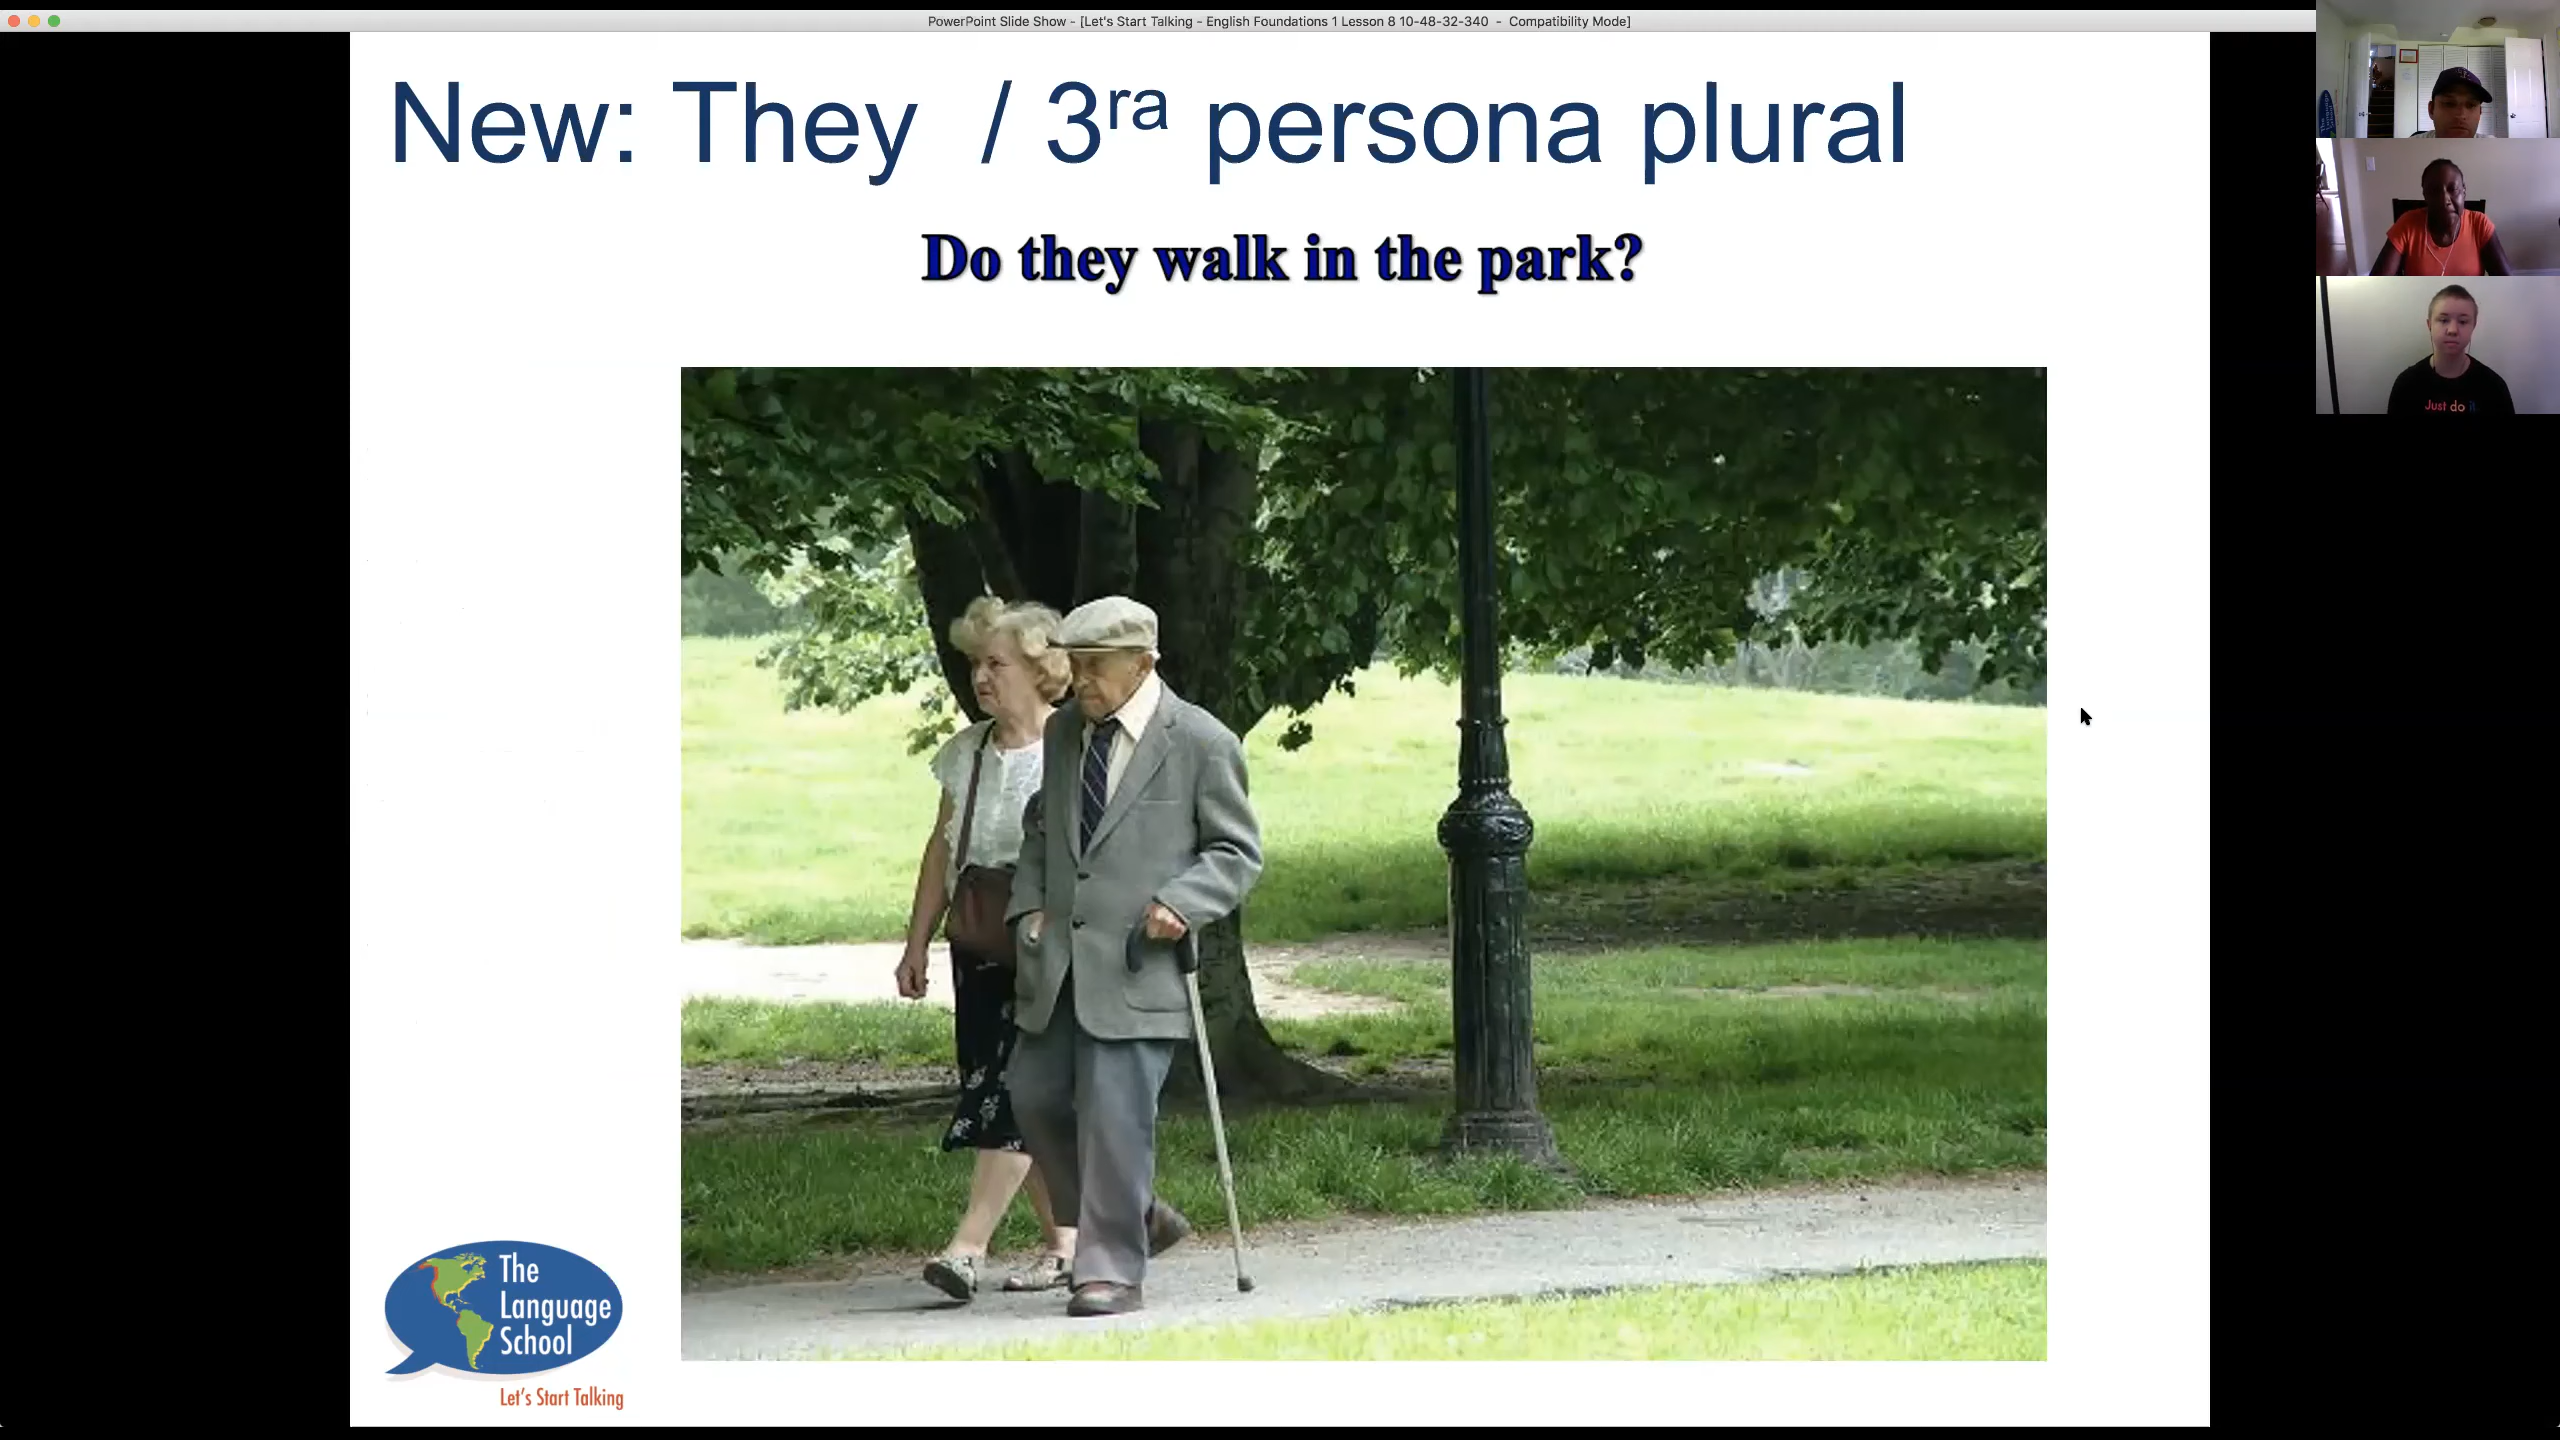 PowerPoint Slide Show - [Let's Start Talking - English Foundations 1 Lesson 8 10-48-32-340 - Compatibility Mode]
New: They / 3ra persona plural
Do they walk in the park?
The
Language
School
Let's Start Talking
Just do it